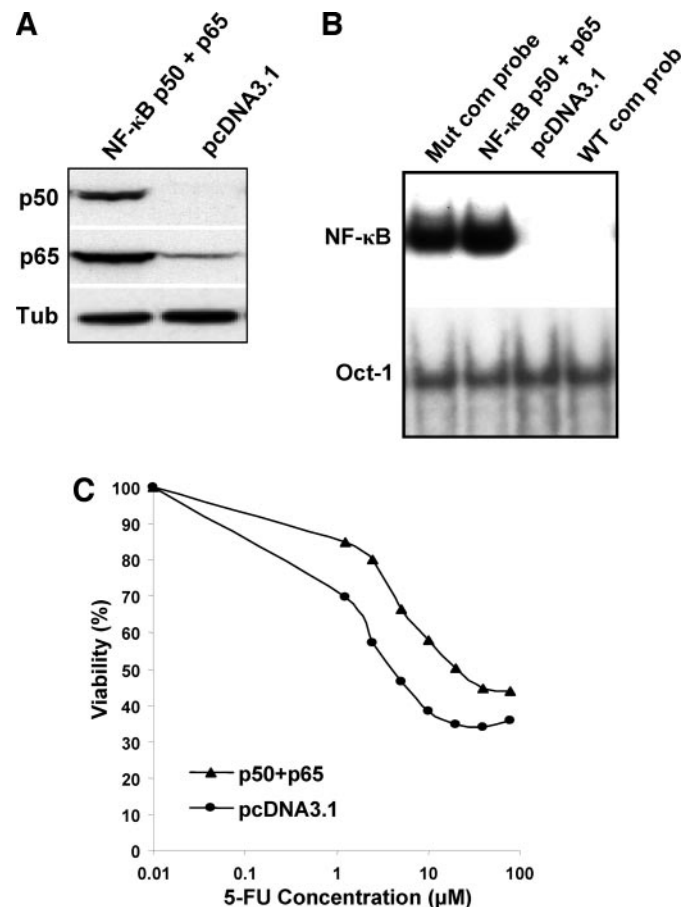 A
NF-κB p50 + p65
pcDNA3.1
p50
p65
Tub
B
Mut com probe
NF-κB p50 + p65
pcDNA3.1
WT com prob
NF-κB
Oct-1
C
100
90
80
70
60
50
40
30
20
10
0
Viability (%)
p50+p65
pcDNA3.1
0.01
0.1
1
10
100
5-FU Concentration (µM)